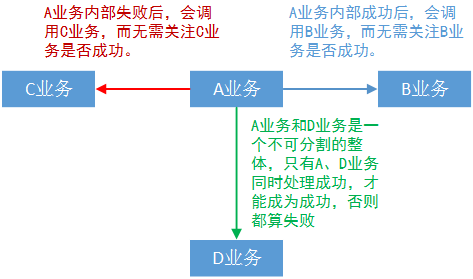 A业务内部失败后，会调
用C业务，而无需关注C业
务是否成功。
A业务内部成功后，会调
用B业务，而无需关注B业
务是否成功。
C业务
A业务
B业务
A业务和D业务是一
个不可分割的整
体，只有A、D业务
同时处理成功，才
能成为成功，否则
都算失败
D业务